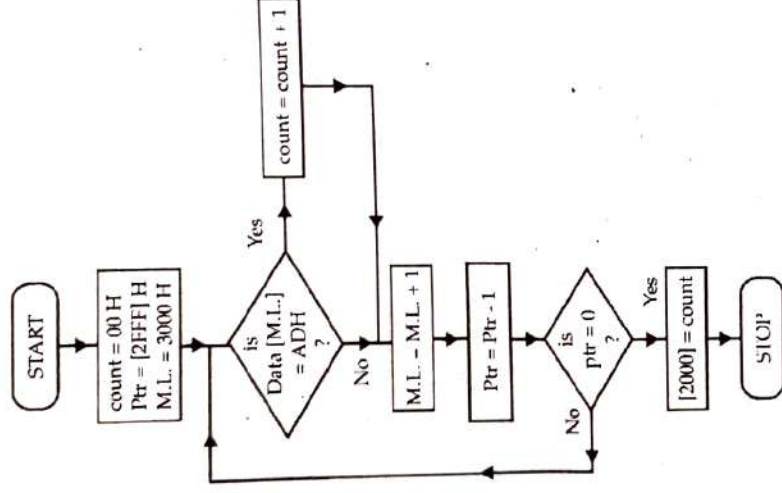 START
count = 00 H
Ptr = [2FFF] H
M.L. = 3000 H
is
Data [M.L.]
= ADH
?
Yes
count = count + 1
No
M.L. – M.L. + 1
Ptr = Ptr - 1
is
ptr = 0
?
No
Yes
[2000] = count
STOP